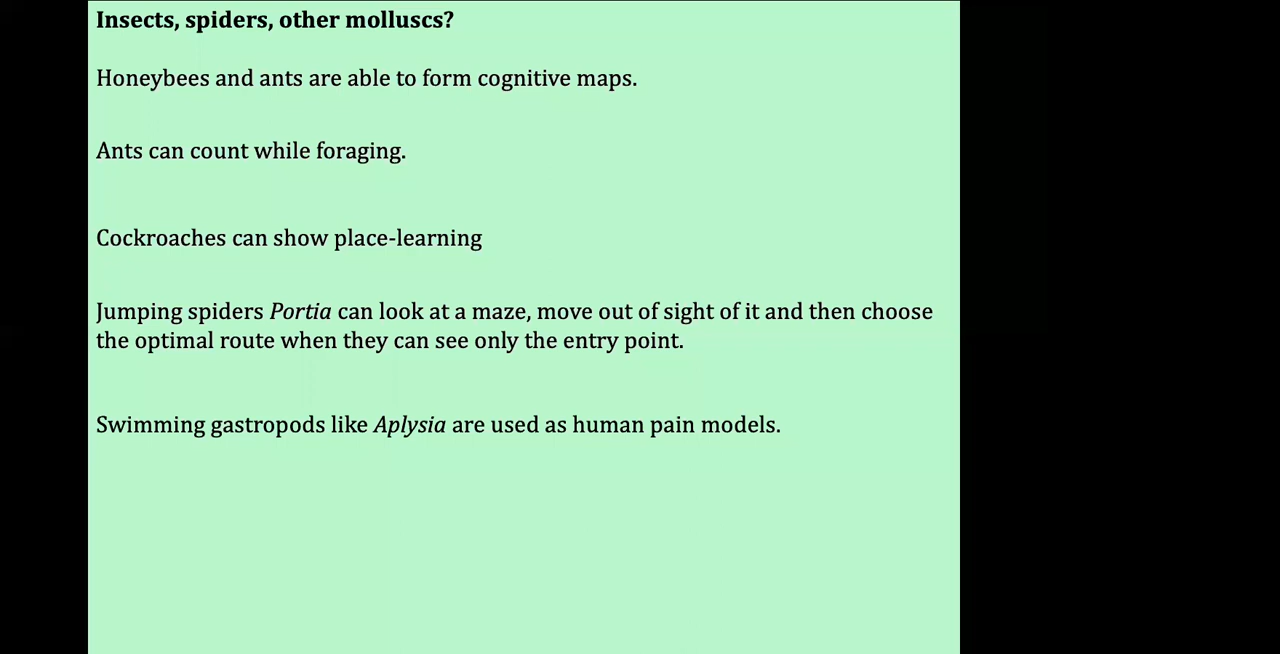 Insects, spiders, other molluscs?
Honeybees and ants are able to form cognitive maps.
Ants can count while foraging.
Cockroaches can show place-learning
Jumping spiders Portia can look at a maze, move out of sight of it and then choose
the optimal route when they can see only the entry point.
Swimming gastropods like Aplysia are used as human pain models.